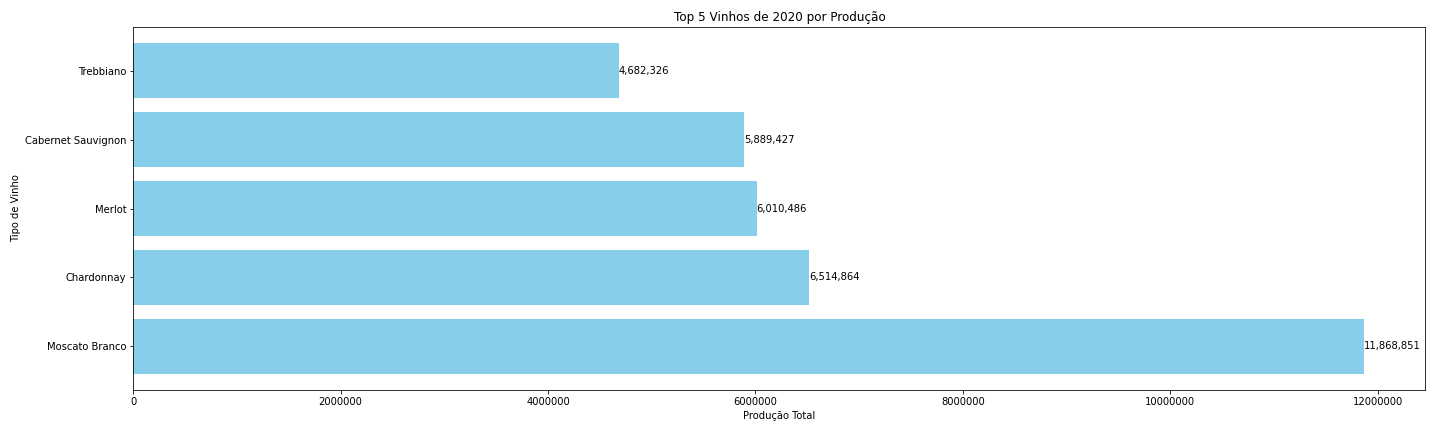 Top 5 Vinhos de 2020 por Produção
Tipo de Vinho
Trebbiano 4,682,326
Cabernet Sauvignon 5,889,427
Merlot 6,010,486
Chardonnay 6,514,864
Moscato Branco 11,868,851
0 2000000 4000000 6000000 8000000 10000000 12000000
Produção Total